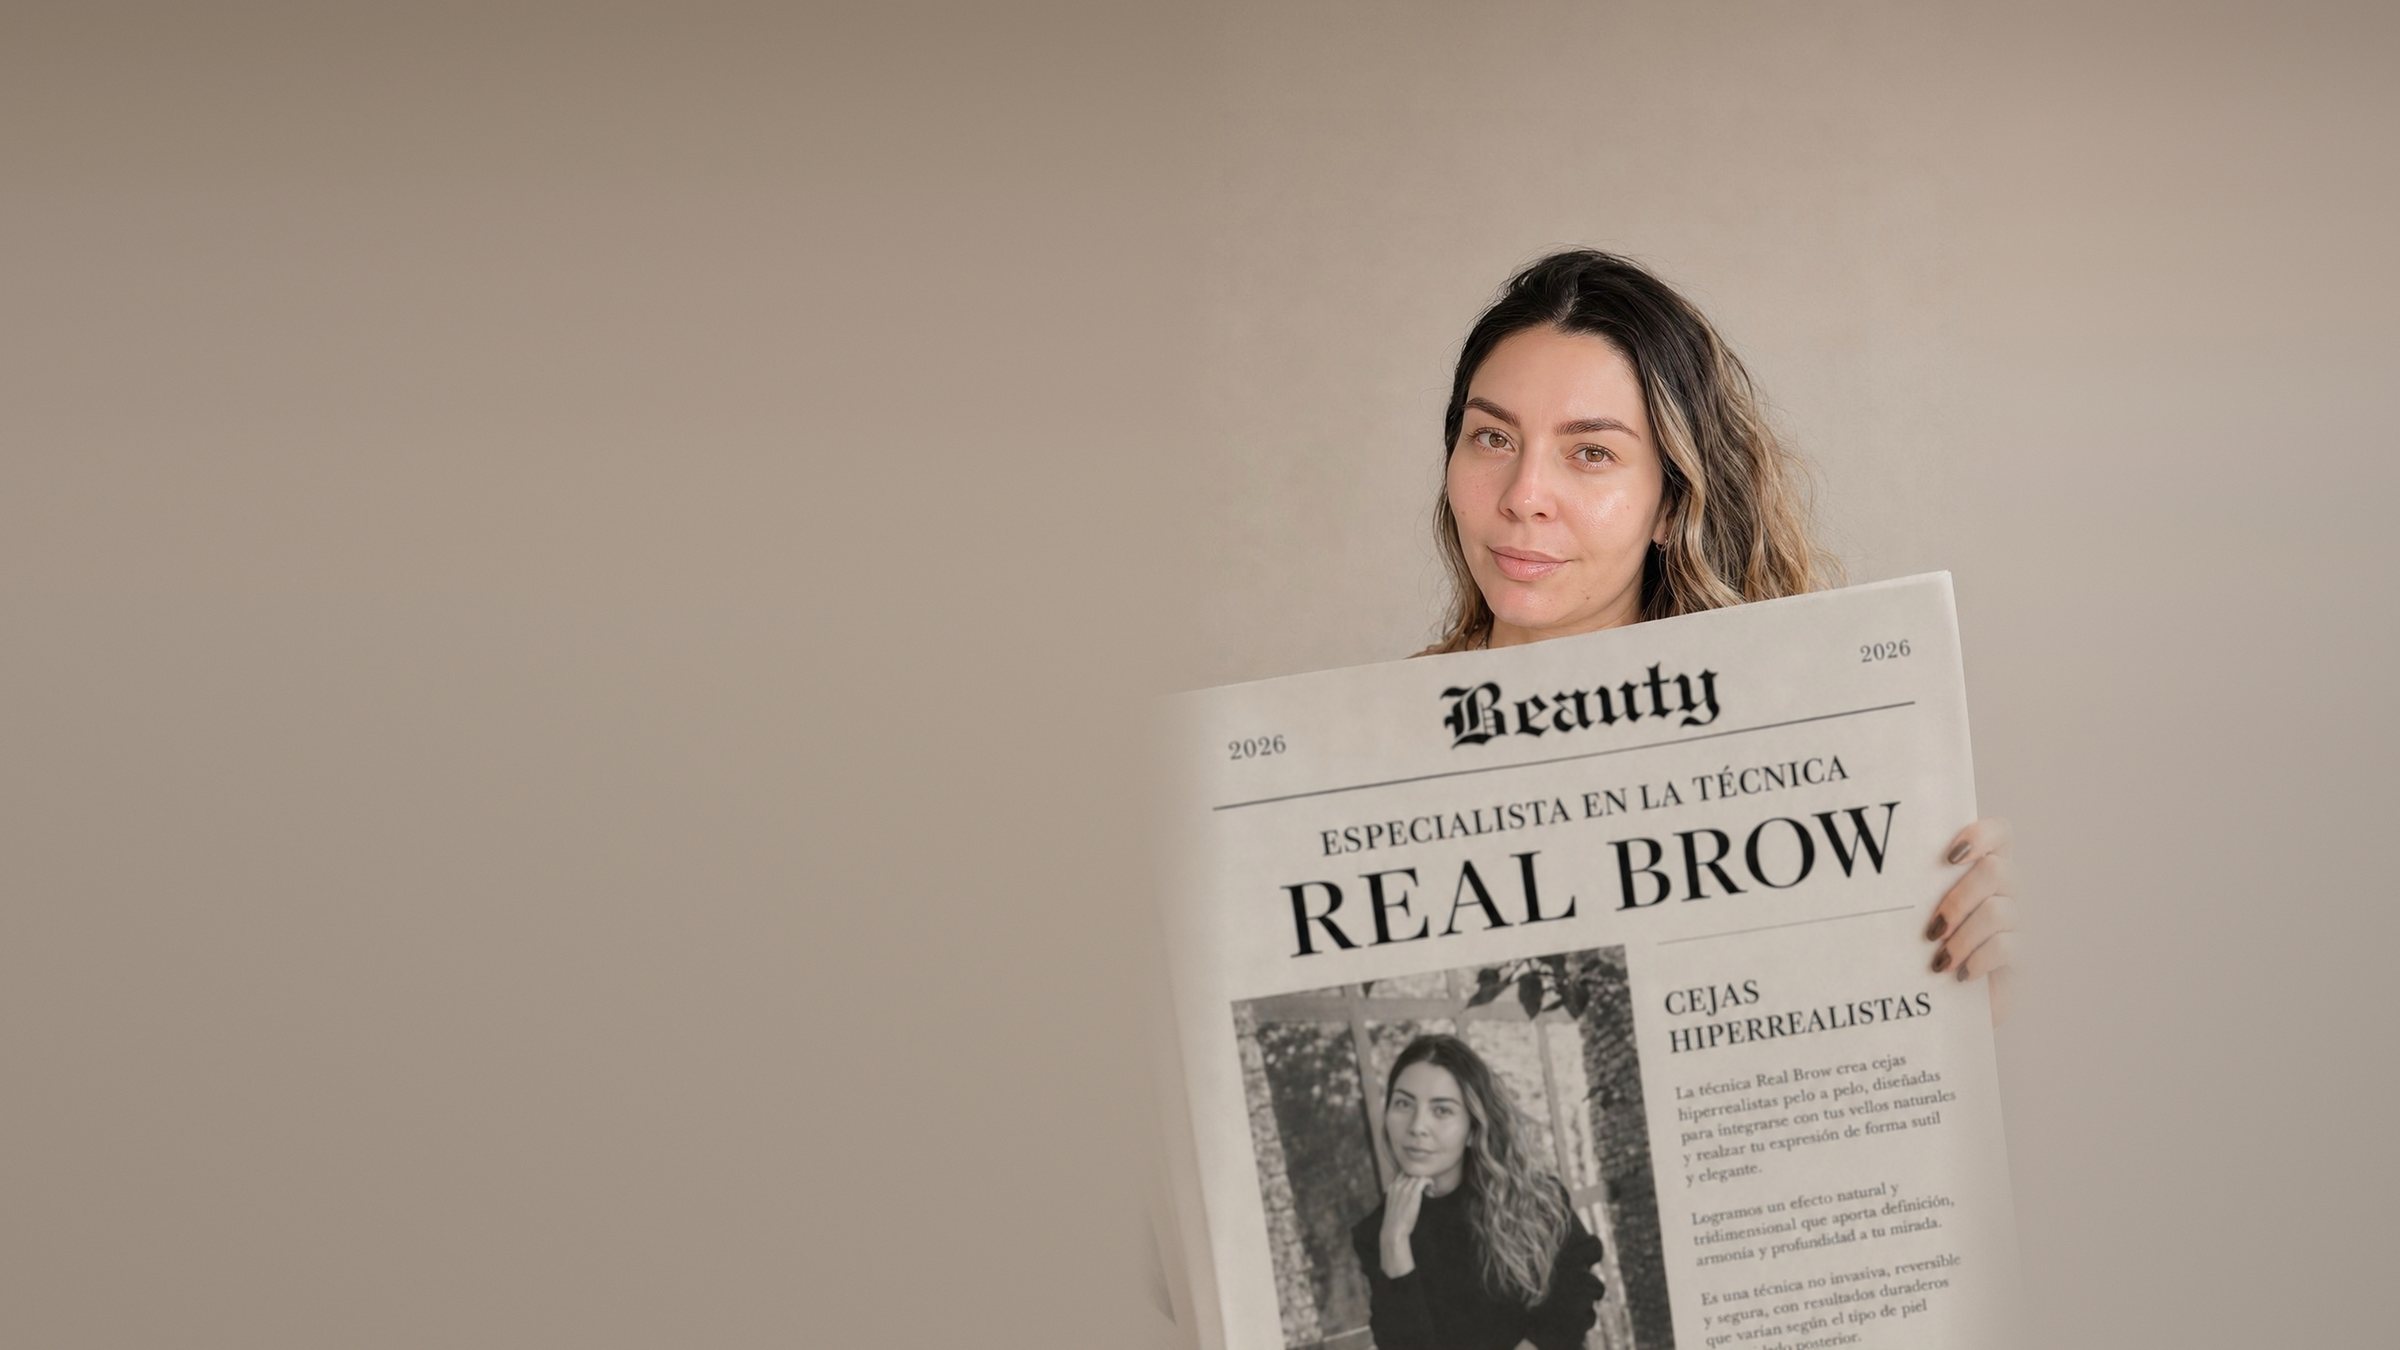 2026
Beauty
2026
ESPECIALISTA EN LA TÉCNICA
REAL BROW
CEJAS
HIPERREALISTAS
La técnica Real Brow crea cejas
hiperrealistas pelo a pelo, diseñadas
para integrarse con tus vellos naturales
y realzar tu expresión de forma sutil
y elegante.
Logramos un efecto natural y
tridimensional que aporta definición,
armonía y profundidad a tu mirada.
Es una técnica no invasiva, reversible
y segura, con resultados duraderos
que varían según el tipo de piel
posterior.